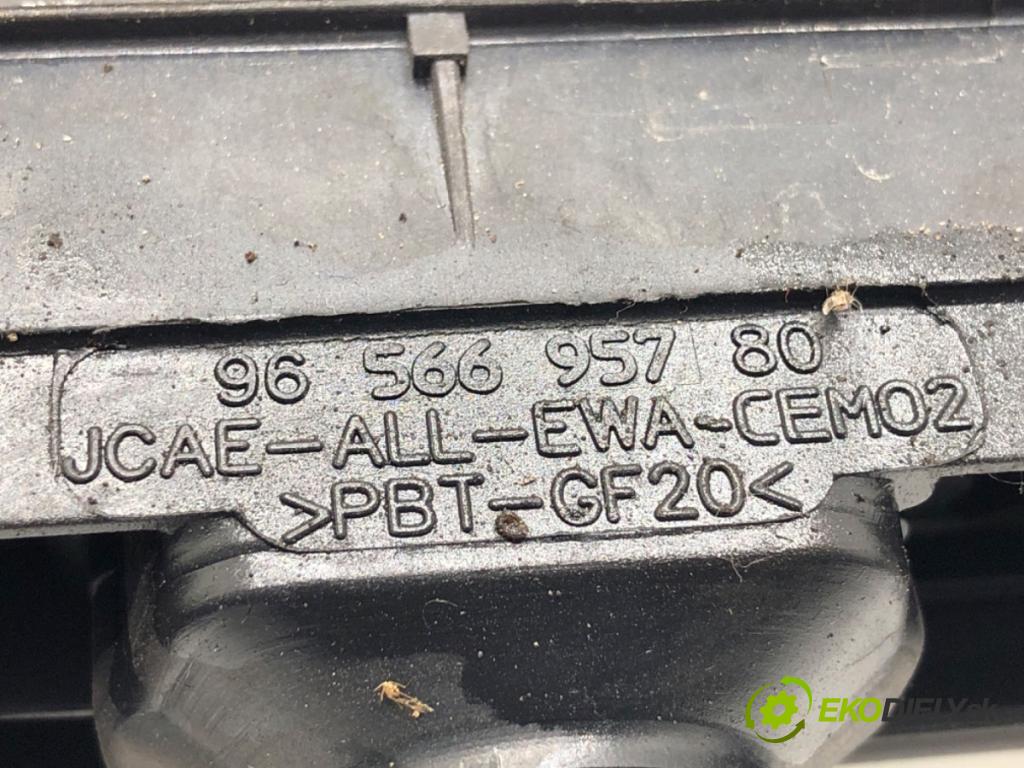 96 566 957 80
JCAE-ALL-EWA-CEM02
>PBT-GF20<
EKODIELY.sk